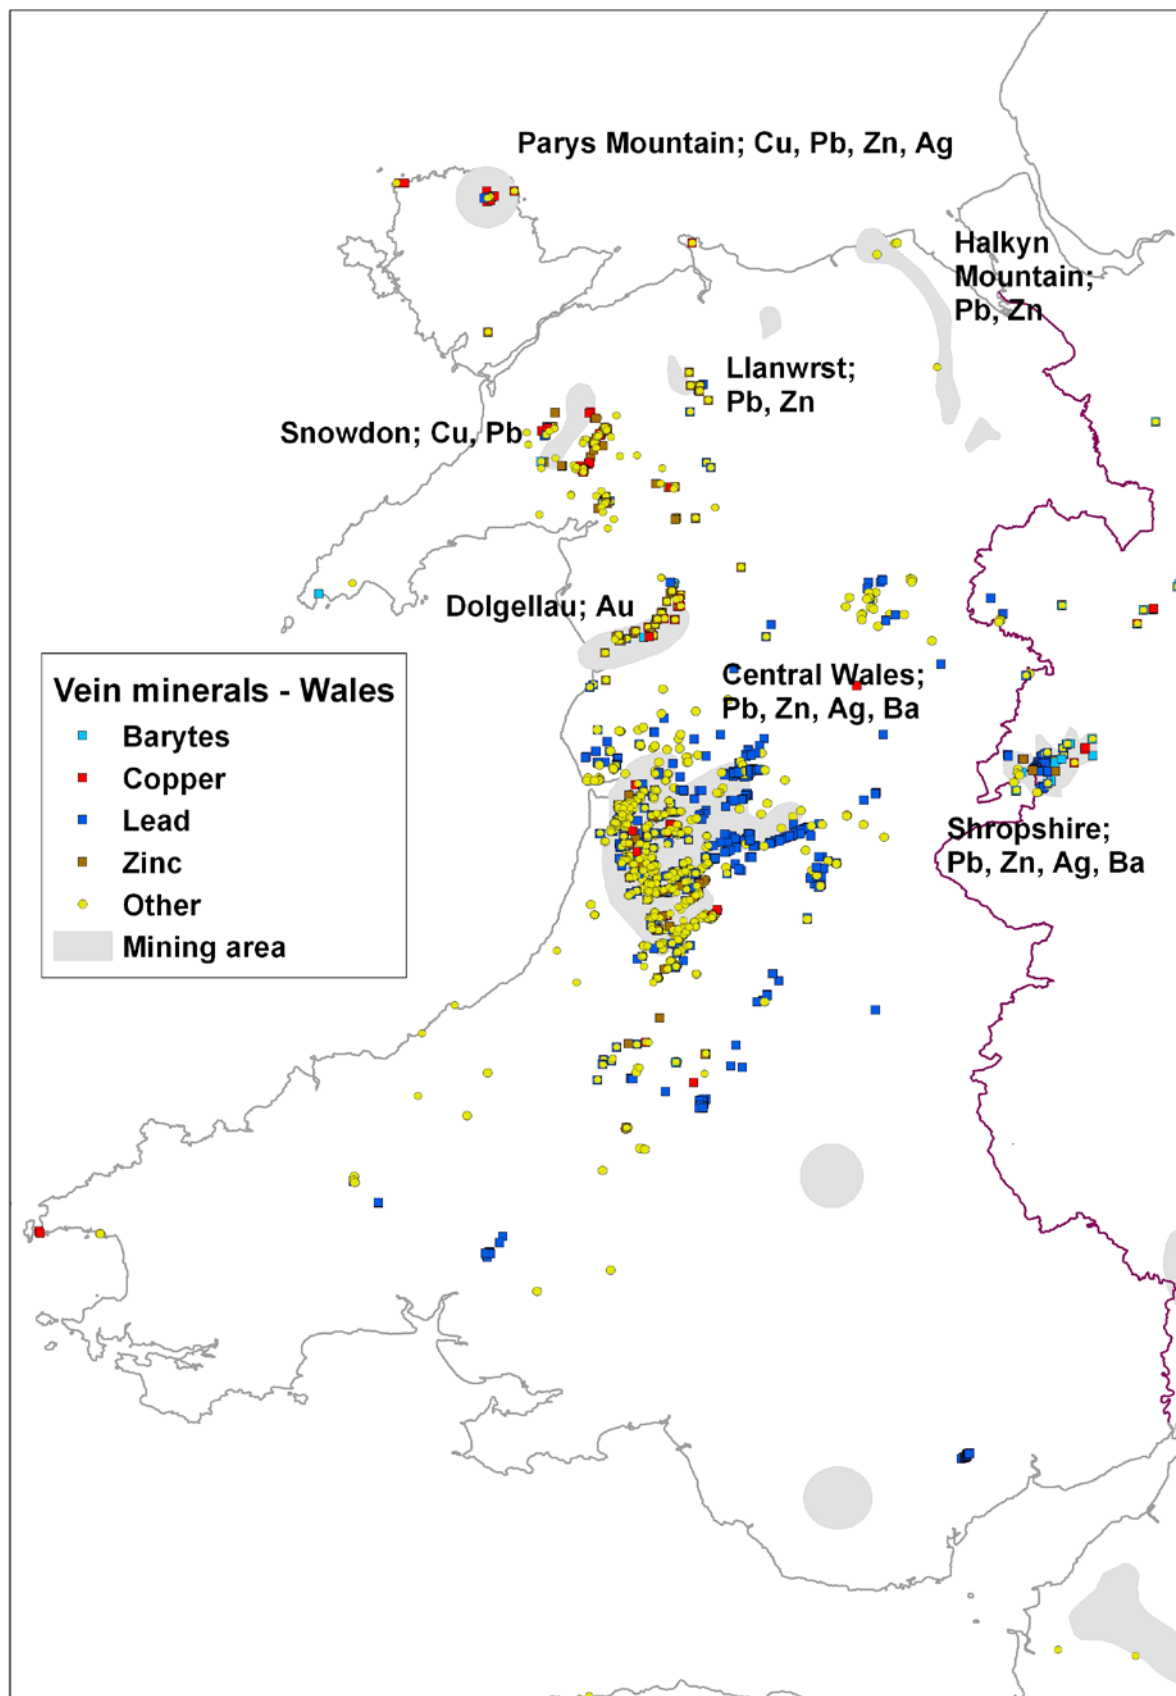 Parys Mountain; Cu, Pb, Zn, Ag
Halkyn
Mountain;
Pb, Zn
Llanwrst;
Pb, Zn
Snowdon; Cu, Pb
Dolgellau; Au
Central Wales;
Pb, Zn, Ag, Ba
Vein minerals - Wales
Barytes
Copper
Lead
Zinc
Other
Mining area
Shropshire;
Pb, Zn, Ag, Ba